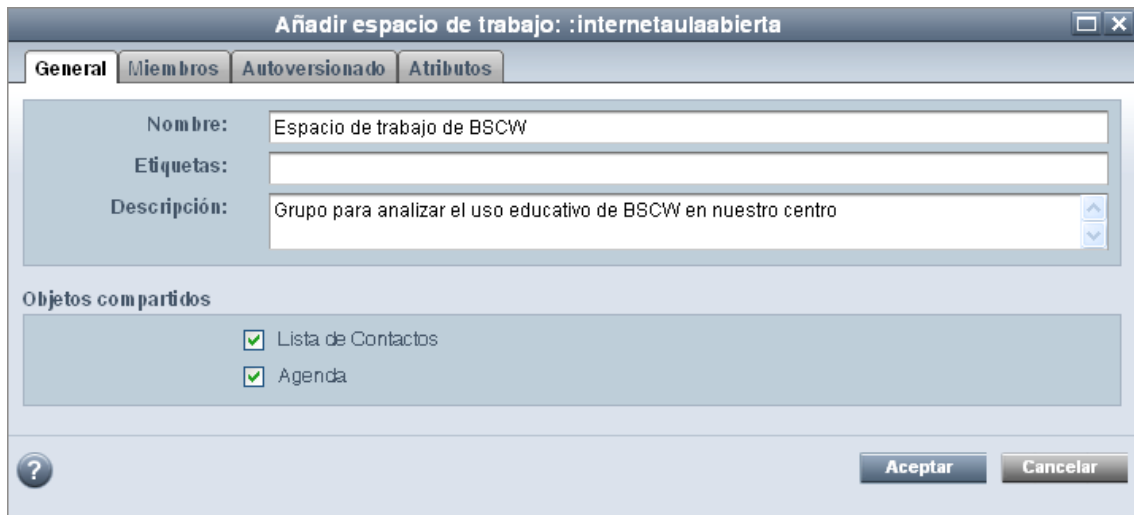 Añadir espacio de trabajo: :internetaulaabierta
General Miembros Autoversionado Atributos
Nombre: Espacio de trabajo de BSCW
Etiquetas:
Descripción: Grupo para analizar el uso educativo de BSCW en nuestro centro
Objetos compartidos
Lista de Contactos
Agenda
? Aceptar Cancelar